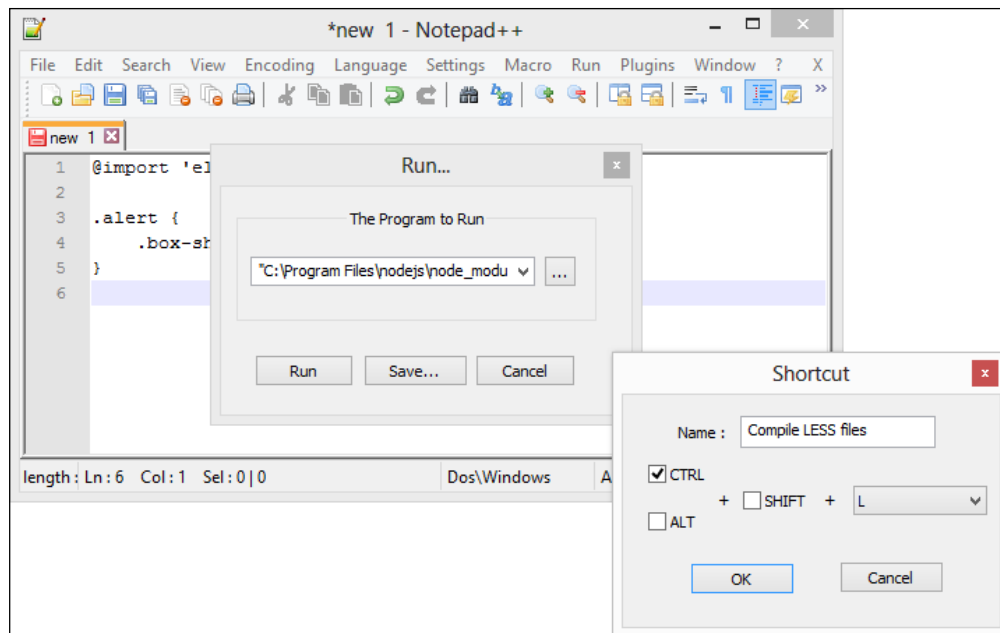 *new 1 - Notepad++
File Edit Search View Encoding Language Settings Macro Run Plugins Window ? X
new 1
1 @import 'el
2
3 .alert {
4 .box-sh
5 }
6
Run...
The Program to Run
"C:\Program Files\nodejs\node_modu
...
Run Save... Cancel
length: Ln:6 Col:1 Sel:0|0 Dos\Windows A
Shortcut
Name : Compile LESS files
CTRL
+ SHIFT + L
ALT
OK Cancel